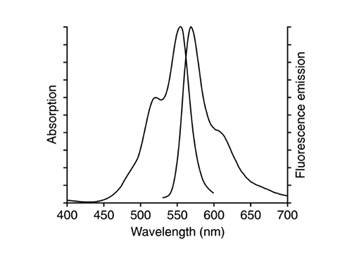 Absorption
Fluorescence emission
400 450 500 550 600 650 700
Wavelength (nm)